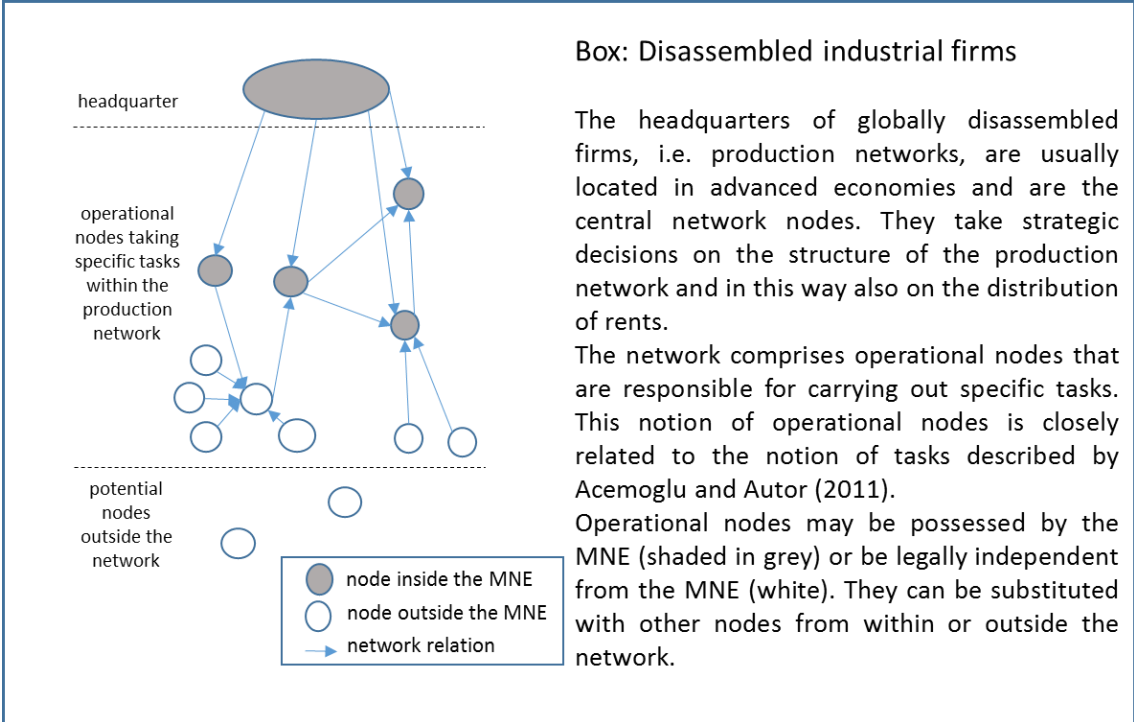 Box: Disassembled industrial firms
headquarter
operational
nodes taking
specific tasks
within the
production
network
potential
nodes
outside the
network
node inside the MNE
node outside the MNE
network relation
The headquarters of globally disassembled
firms, i.e. production networks, are usually
located in advanced economies and are the
central network nodes. They take strategic
decisions on the structure of the production
network and in this way also on the distribution
of rents.
The network comprises operational nodes that
are responsible for carrying out specific tasks.
This notion of operational nodes is closely
related to the notion of tasks described by
Acemoglu and Autor (2011).
Operational nodes may be possessed by the
MNE (shaded in grey) or be legally independent
from the MNE (white). They can be substituted
with other nodes from within or outside the
network.